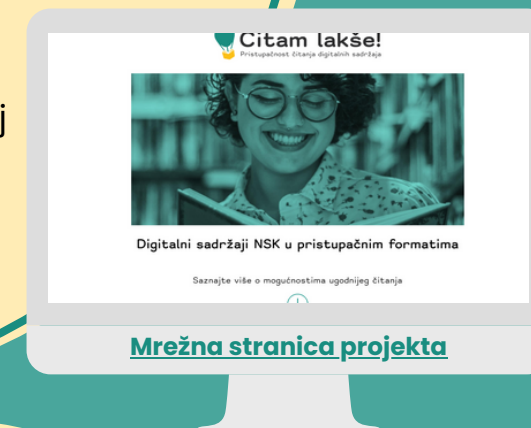 Čitam lakše!
Pristupačnost čitanja digitalnih sadržaja
j
Digitalni sadržaji NSK u pristupačnim formatima
Saznajte više o mogućnostima ugodnijeg čitanja
Mrežna stranica projekta